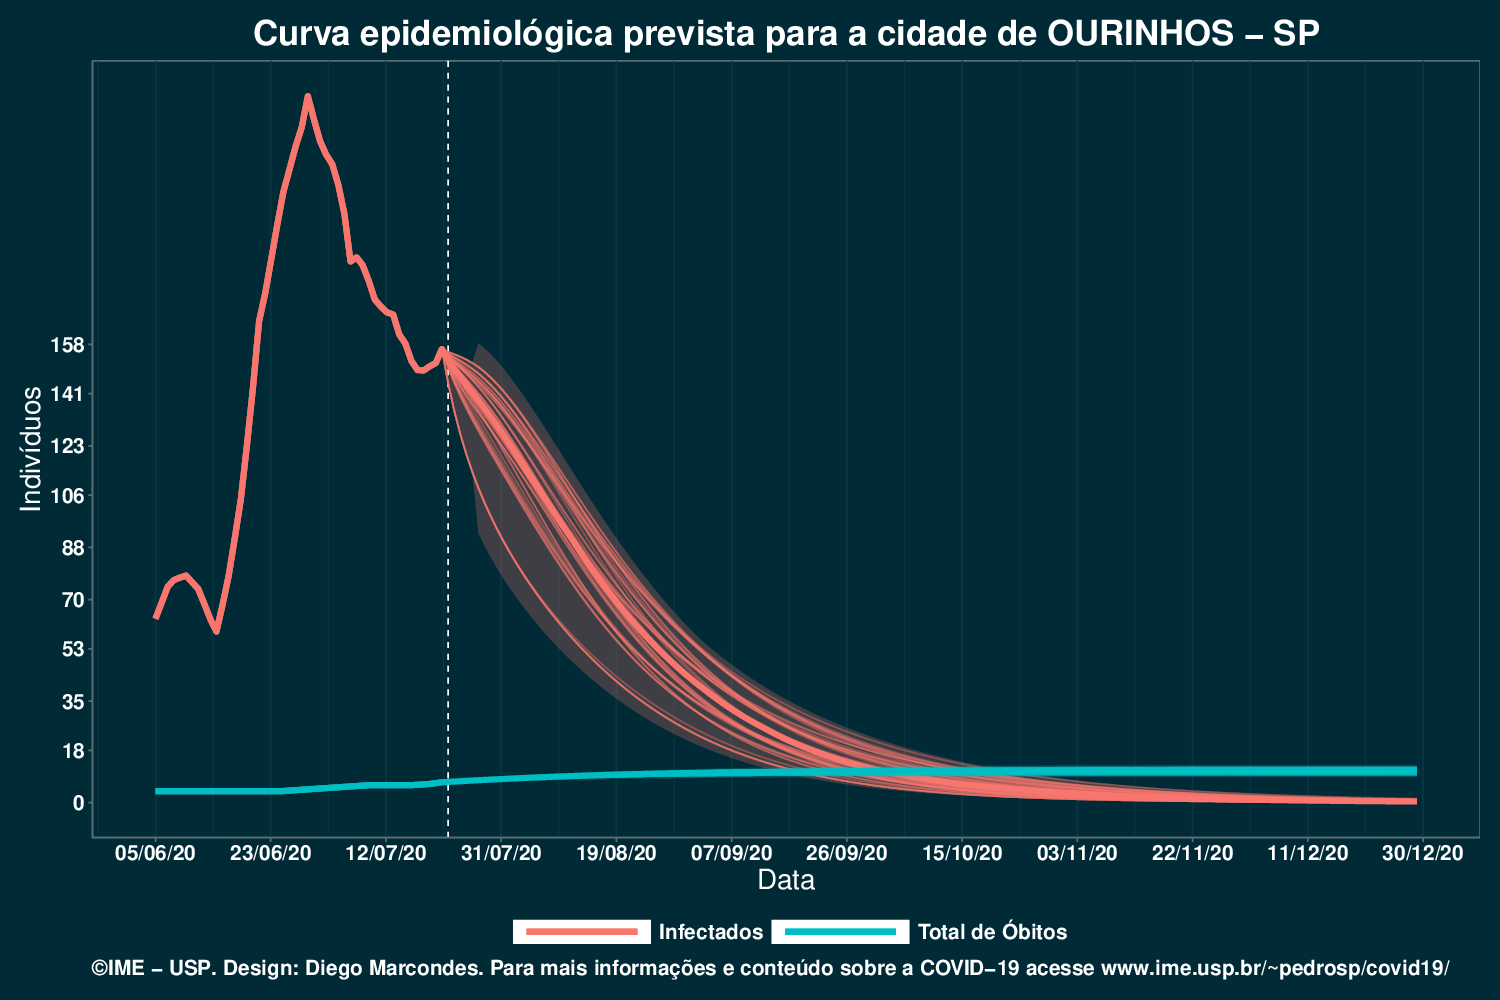 Curva epidemiológica prevista para a cidade de OURINHOS – SP
Indivíduos
158
141
123
106
88
70
53
35
18
0
05/06/20 23/06/20 12/07/20 31/07/20 19/08/20 07/09/20 26/09/20 15/10/20 03/11/20 22/11/20 11/12/20 30/12/20
Data
Infectados Total de Óbitos
©IME – USP. Design: Diego Marcondes. Para mais informações e conteúdo sobre a COVID–19 acesse www.ime.usp.br/~pedrosp/covid19/